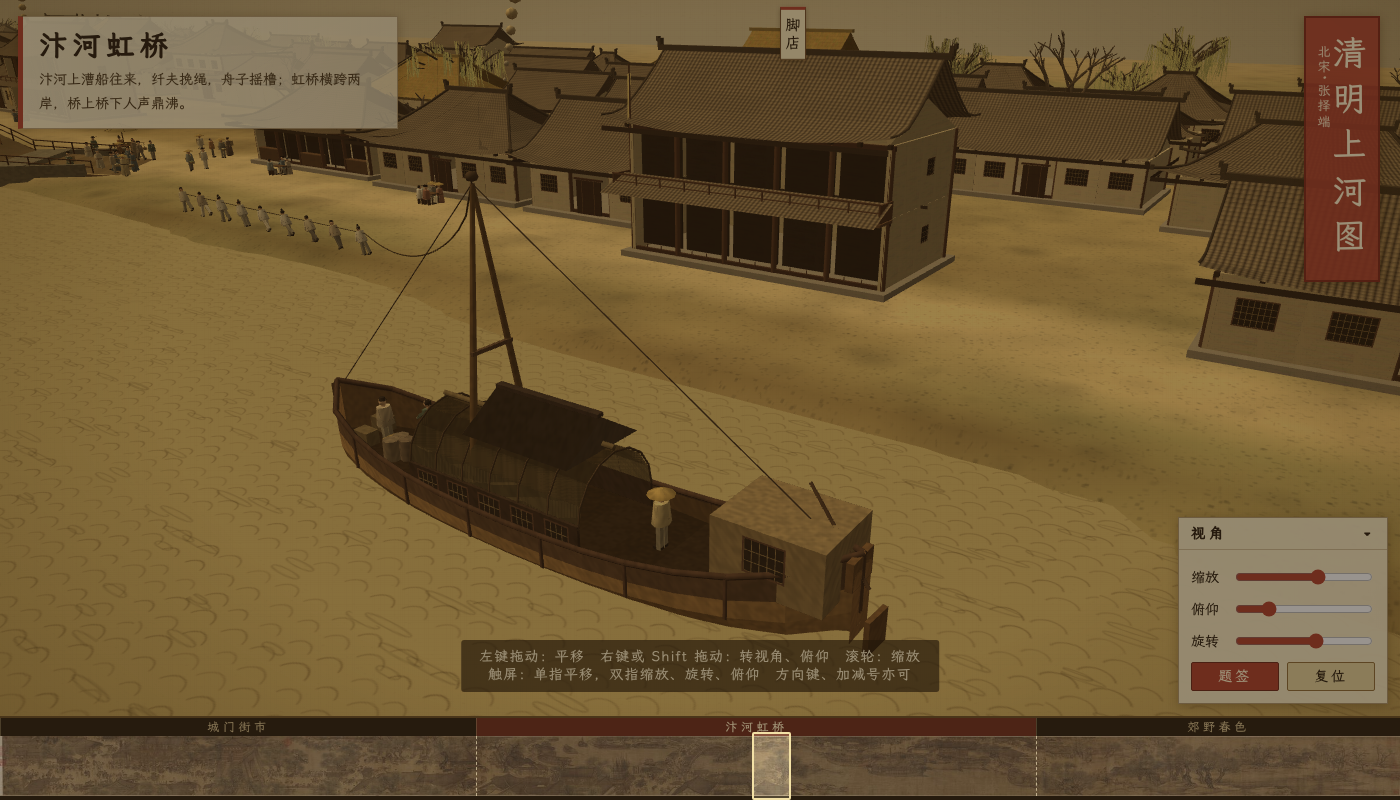 汴河虹桥
汴河上漕船往来，纤夫挽绳，舟子摇橹；虹桥横跨两
岸，桥上桥下人声鼎沸。
脚店
清明上河图
北宋·张择端
视角
缩放
俯仰
旋转
题签
复位
左键拖动：平移 右键或 Shift 拖动：转视角、俯仰 滚轮：缩放
触屏：单指平移，双指缩放、旋转、俯仰 方向键、加减号亦可
城门街市
汴河虹桥
郊野春色